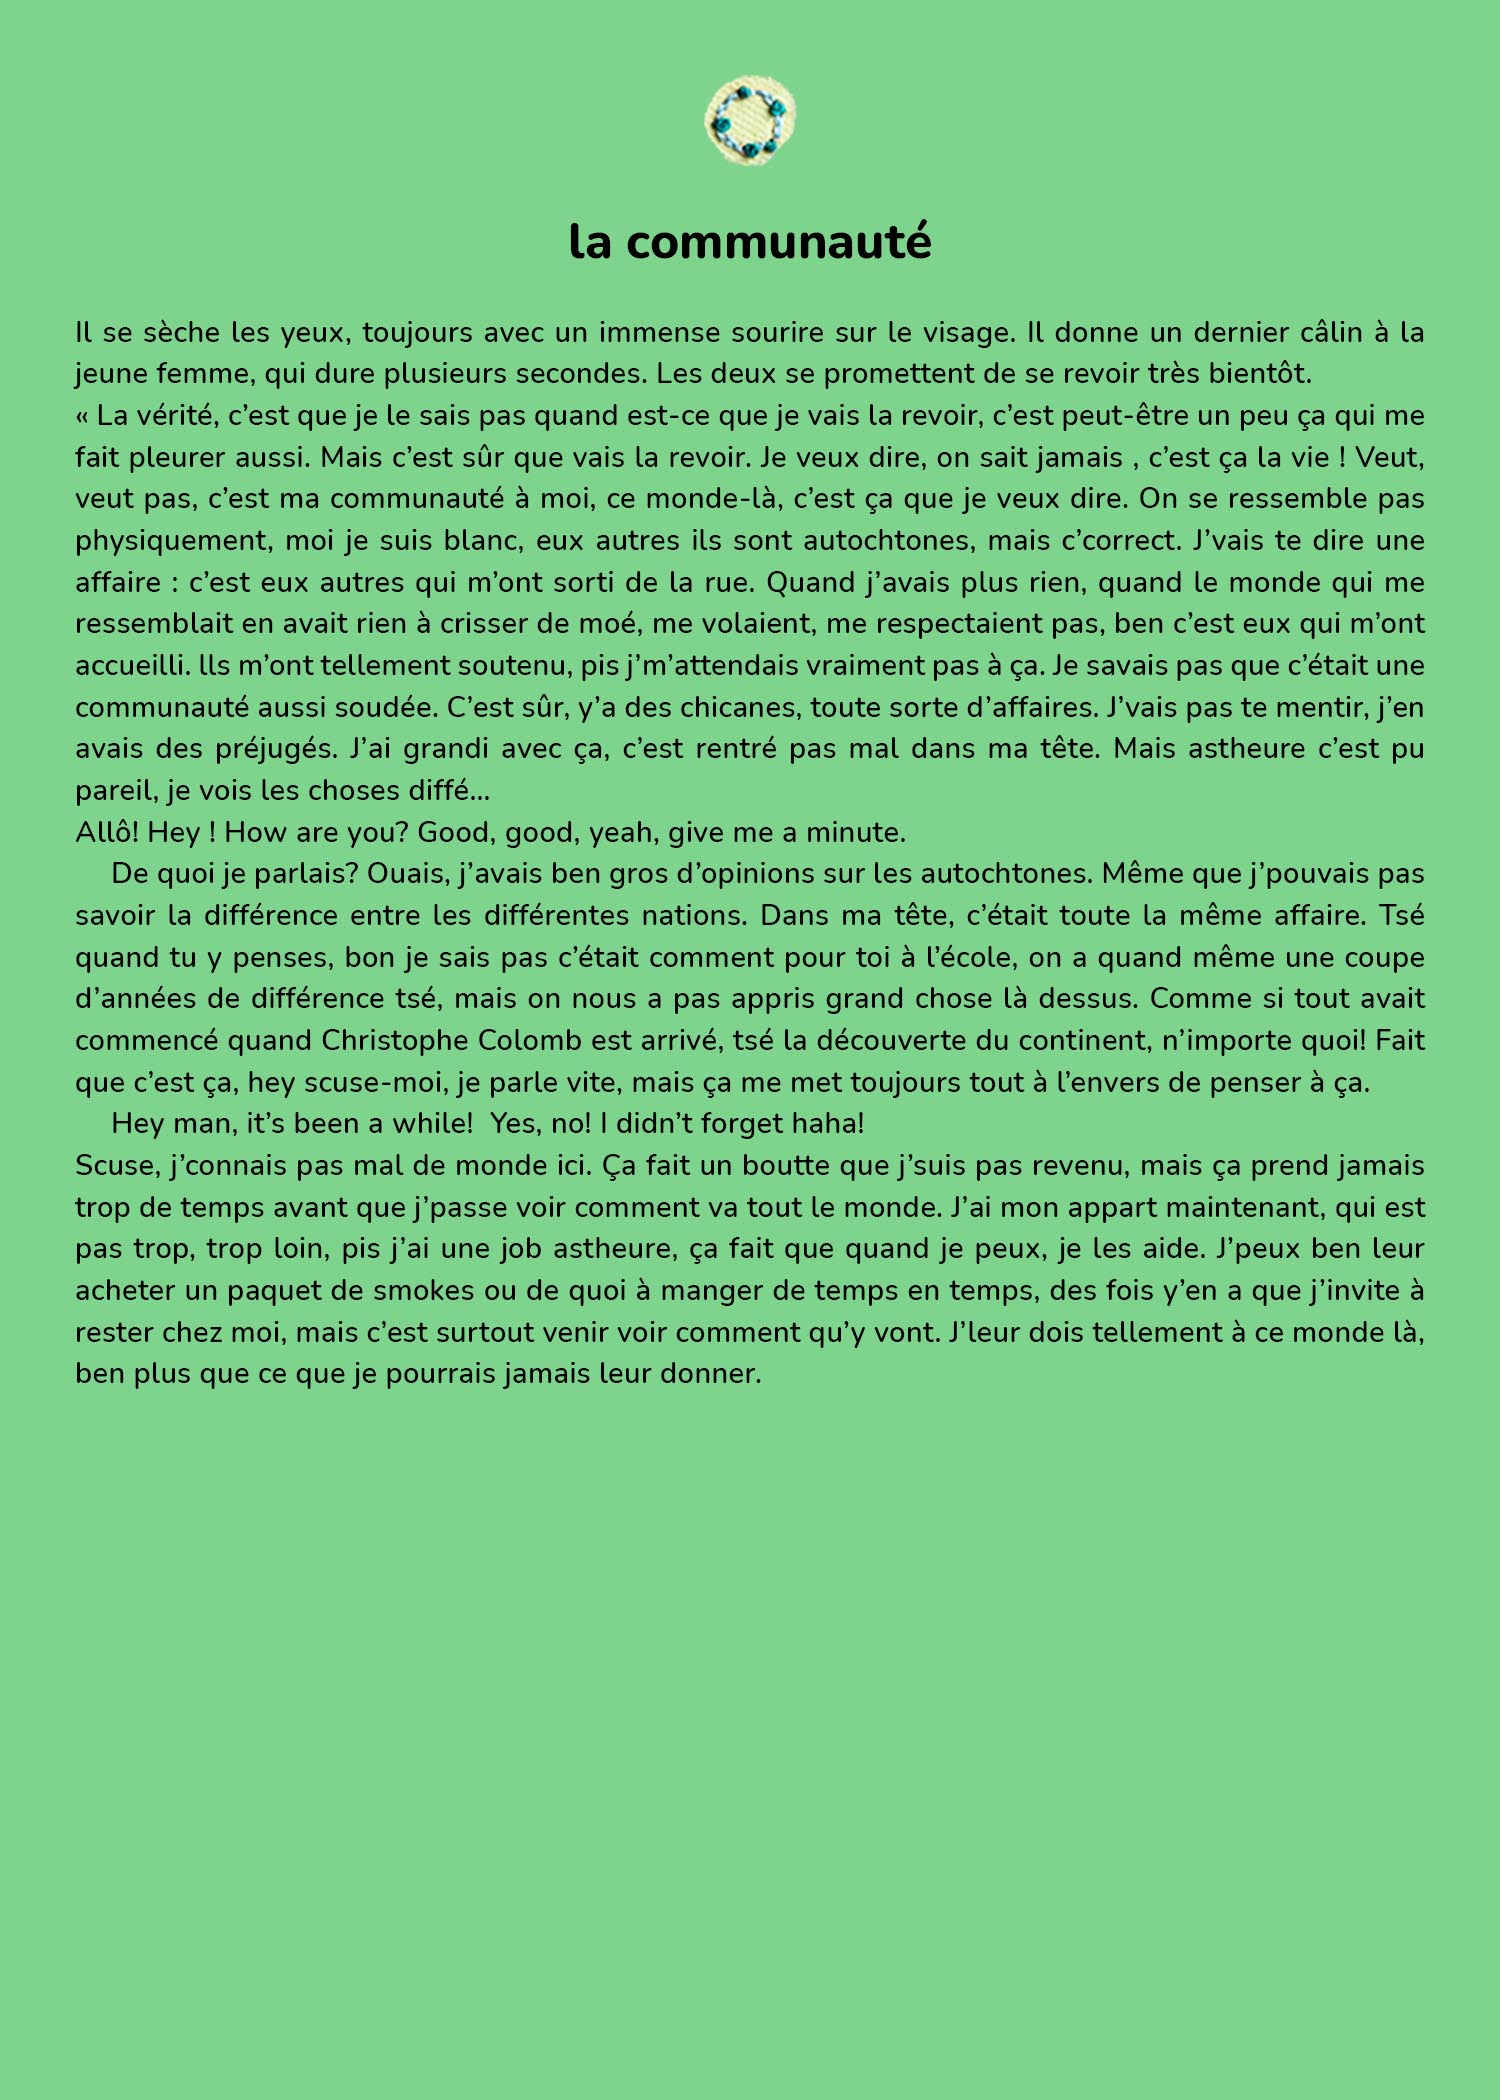 la communauté
Il se sèche les yeux, toujours avec un immense sourire sur le visage. Il donne un dernier câlin à la
jeune femme, qui dure plusieurs secondes. Les deux se promettent de se revoir très bientôt.
« La vérité, c’est que je le sais pas quand est-ce que je vais la revoir, c’est peut-être un peu ça qui me
fait pleurer aussi. Mais c’est sûr que vais la revoir. Je veux dire, on sait jamais , c’est ça la vie ! Veut,
veut pas, c’est ma communauté à moi, ce monde-là, c’est ça que je veux dire. On se ressemble pas
physiquement, moi je suis blanc, eux autres ils sont autochtones, mais c’correct. J’vais te dire une
affaire : c’est eux autres qui m’ont sorti de la rue. Quand j’avais plus rien, quand le monde qui me
ressemblait en avait rien à crisser de moé, me volaient, me respectaient pas, ben c’est eux qui m’ont
accueilli. lls m’ont tellement soutenu, pis j’m’attendais vraiment pas à ça. Je savais pas que c’était une
communauté aussi soudée. C’est sûr, y’a des chicanes, toute sorte d’affaires. J’vais pas te mentir, j’en
avais des préjugés. J’ai grandi avec ça, c’est rentré pas mal dans ma tête. Mais astheure c’est pu
pareil, je vois les choses diffé...
Allô! Hey ! How are you? Good, good, yeah, give me a minute.
De quoi je parlais? Ouais, j’avais ben gros d’opinions sur les autochtones. Même que j’pouvais pas
savoir la différence entre les différentes nations. Dans ma tête, c’était toute la même affaire. Tsé
quand tu y penses, bon je sais pas c’était comment pour toi à l’école, on a quand même une coupe
d’années de différence tsé, mais on nous a pas appris grand chose là dessus. Comme si tout avait
commencé quand Christophe Colomb est arrivé, tsé la découverte du continent, n’importe quoi! Fait
que c’est ça, hey scuse-moi, je parle vite, mais ça me met toujours tout à l’envers de penser à ça.
Hey man, it’s been a while!  Yes, no! I didn’t forget haha!
Scuse, j’connais pas mal de monde ici. Ça fait un boutte que j’suis pas revenu, mais ça prend jamais
trop de temps avant que j’passe voir comment va tout le monde. J’ai mon appart maintenant, qui est
pas trop, trop loin, pis j’ai une job astheure, ça fait que quand je peux, je les aide. J’peux ben leur
acheter un paquet de smokes ou de quoi à manger de temps en temps, des fois y’en a que j’invite à
rester chez moi, mais c’est surtout venir voir comment qu’y vont. J’leur dois tellement à ce monde là,
ben plus que ce que je pourrais jamais leur donner.